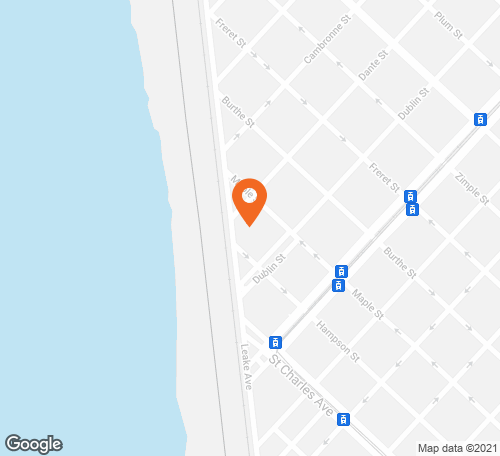 Freret St
Cambronne St
Plum St
Dante St
Dublin St
Burthe St
Freret St
Zimple St
Burthe St
Dublin St
Maple St
Hampson St
Leake Ave
St Charles Ave
Google
Map data ©2021